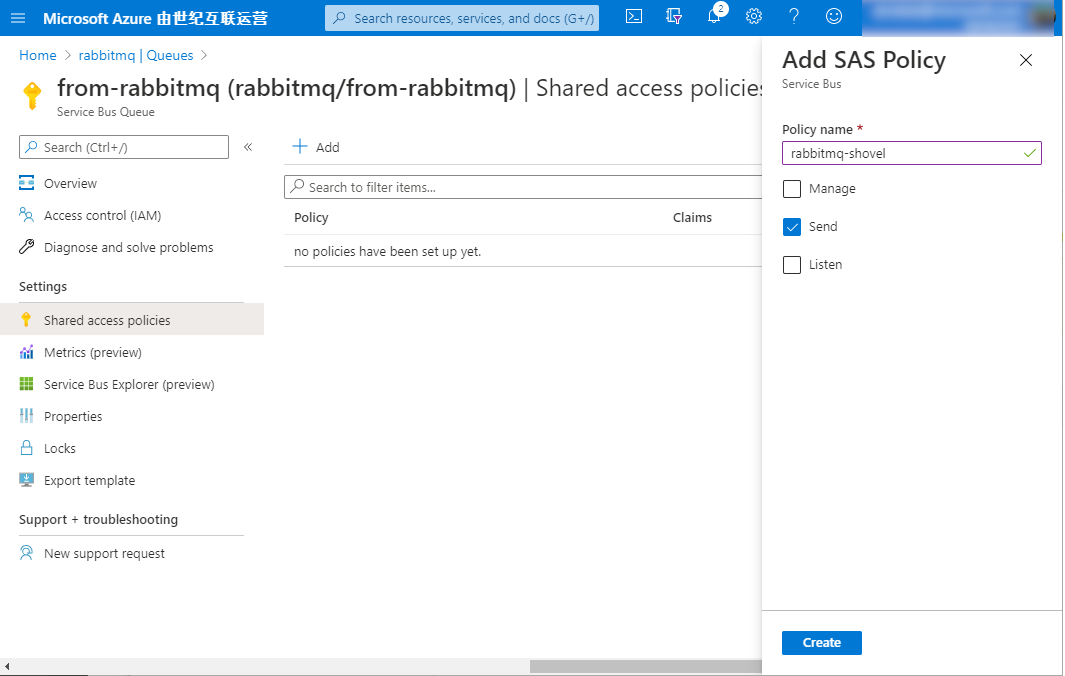 Microsoft Azure 由世纪互联运营
Search resources, services, and docs (G+/)
2
Home > rabbitmq | Queues >
from-rabbitmq (rabbitmq/from-rabbitmq) | Shared access policies
Service Bus Queue
Search (Ctrl+/)
«
Overview
Access control (IAM)
Diagnose and solve problems
Settings
Shared access policies
Metrics (preview)
Service Bus Explorer (preview)
Properties
Locks
Export template
Support + troubleshooting
New support request
+ Add
Search to filter items...
Policy Claims
no policies have been set up yet.
Add SAS Policy
Service Bus
Policy name *
rabbitmq-shovel
Manage
Send
Listen
Create